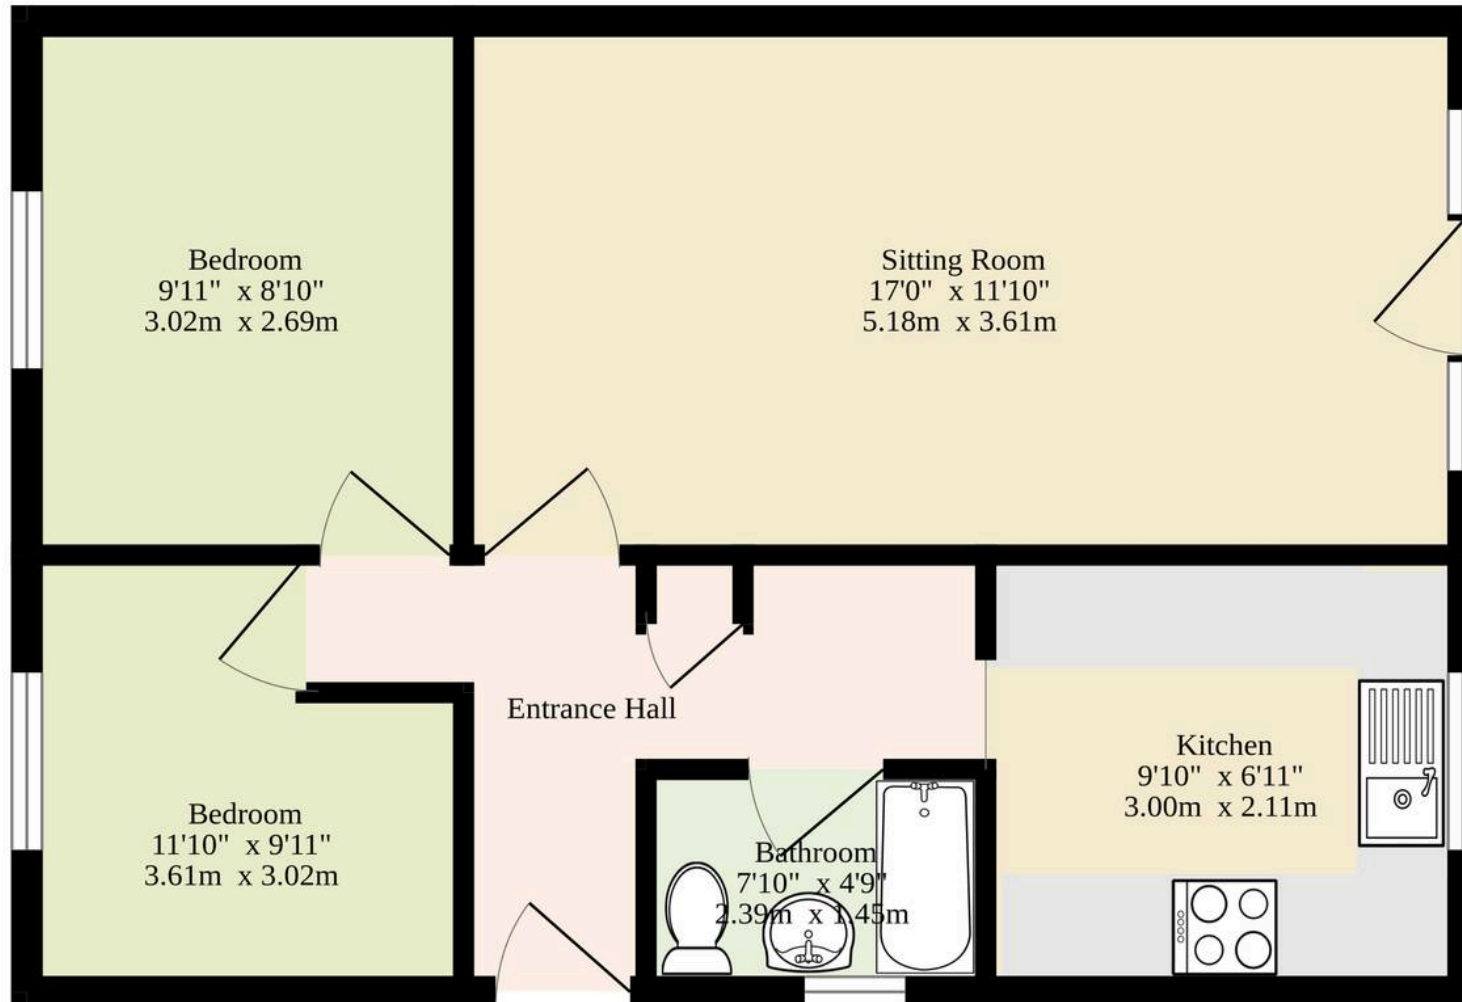 Bedroom
9'11" x 8'10"
3.02m x 2.69m
Sitting Room
17'0" x 11'10"
5.18m x 3.61m
Entrance Hall
Kitchen
9'10" x 6'11"
3.00m x 2.11m
Bedroom
11'10" x 9'11"
3.61m x 3.02m
Bathroom
7'10" x 4'9"
2.39m x 1.45m